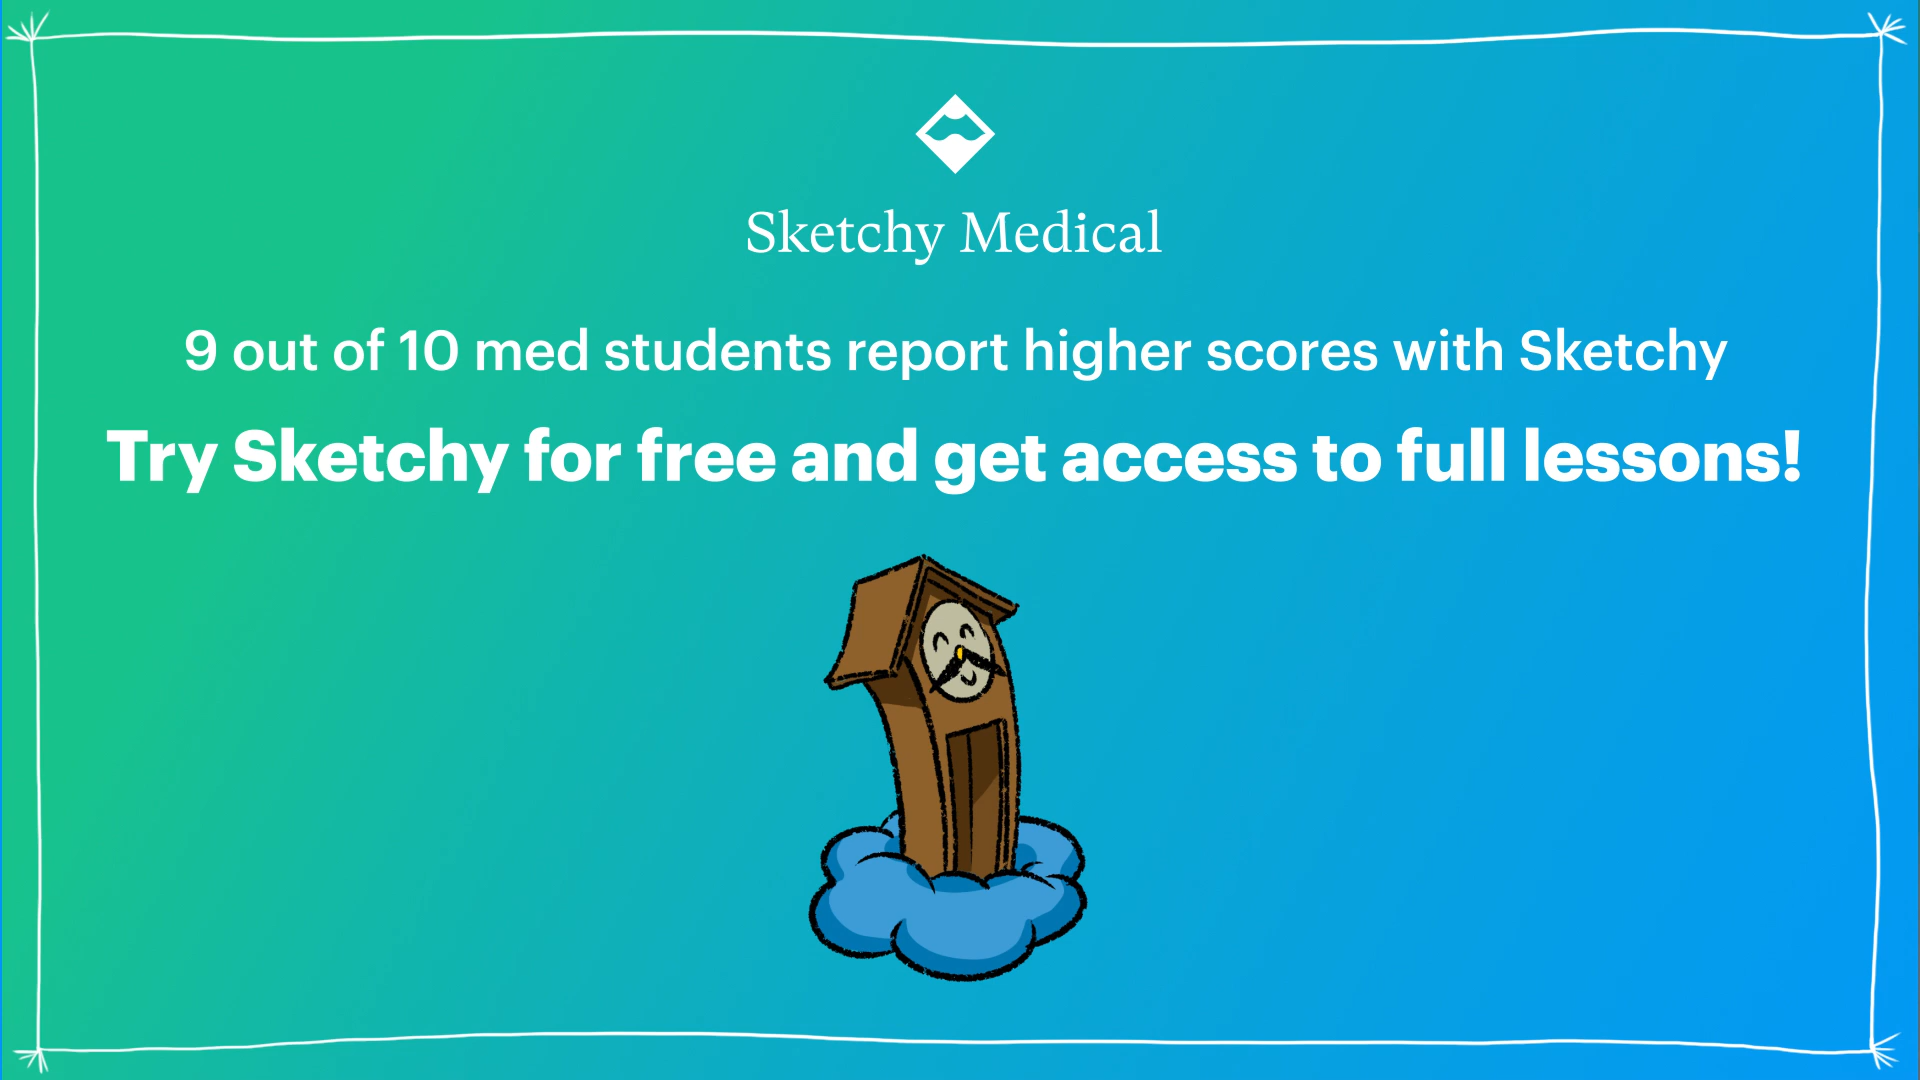 Sketchy Medical
9 out of 10 med students report higher scores with Sketchy
Try Sketchy for free and get access to full lessons!